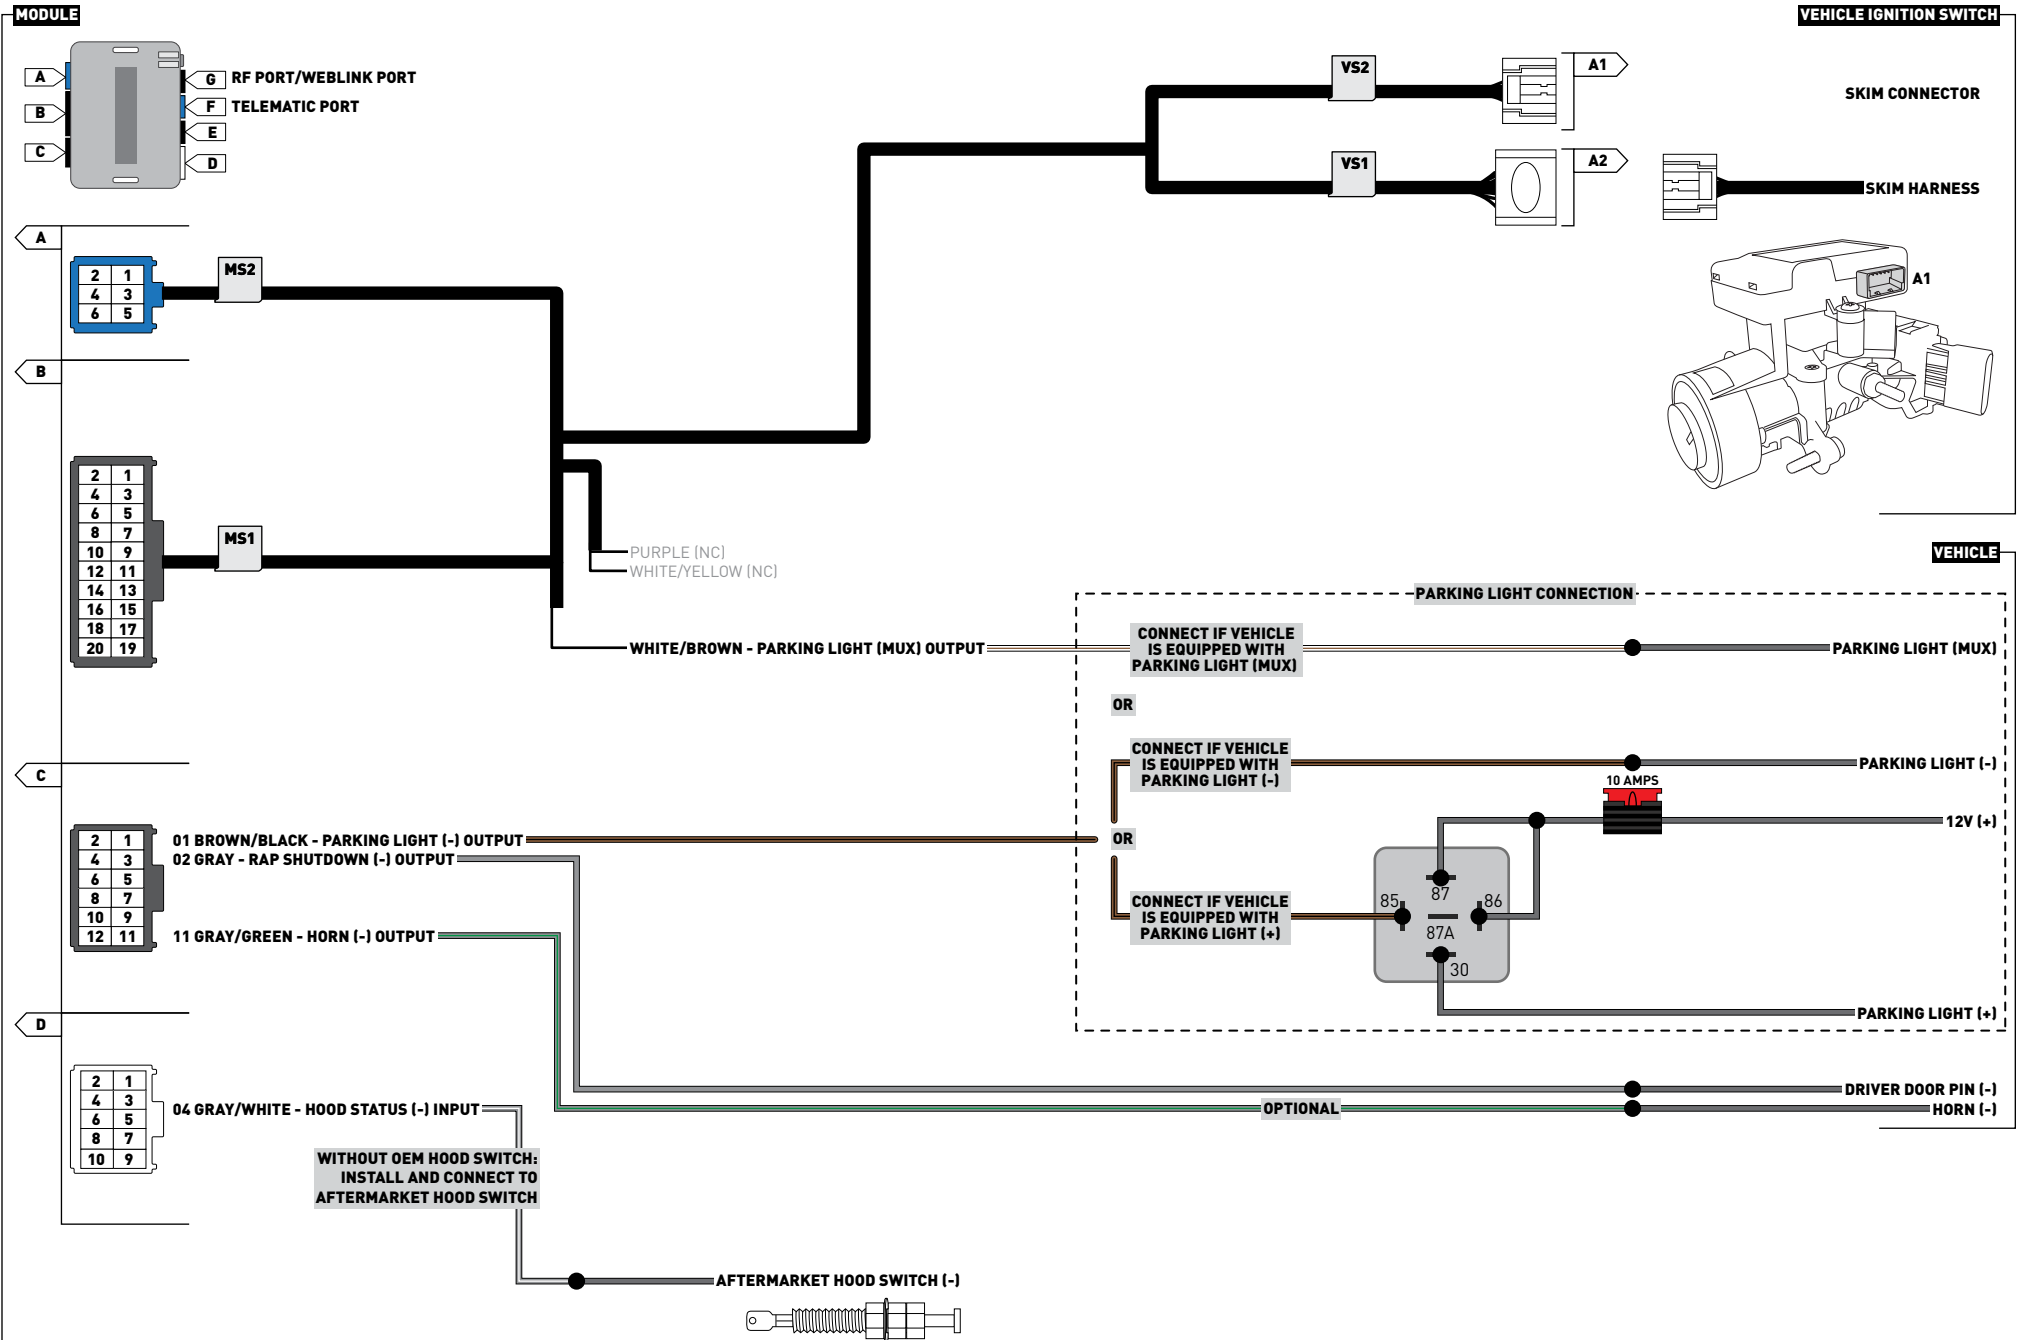 MODULE
VEHICLE IGNITION SWITCH
A
B
C
G RF PORT/WEBLINK PORT
F TELEMATIC PORT
E
D
VS2
A1
SKIM CONNECTOR
VS1
A2
SKIM HARNESS
A1
A
2 1
4 3
6 5
MS2
B
2 1
4 3
6 5
8 7
10 9
12 11
14 13
16 15
18 17
20 19
MS1
PURPLE (NC)
WHITE/YELLOW (NC)
VEHICLE
PARKING LIGHT CONNECTION
WHITE/BROWN - PARKING LIGHT (MUX) OUTPUT
CONNECT IF VEHICLE
IS EQUIPPED WITH
PARKING LIGHT (MUX)
PARKING LIGHT (MUX)
OR
CONNECT IF VEHICLE
IS EQUIPPED WITH
PARKING LIGHT (-)
PARKING LIGHT (-)
10 AMPS
12V (+)
OR
CONNECT IF VEHICLE
IS EQUIPPED WITH
PARKING LIGHT (+)
85
87
86
87A
30
PARKING LIGHT (+)
C
2 1
4 3
6 5
8 7
10 9
12 11
01 BROWN/BLACK - PARKING LIGHT (-) OUTPUT
02 GRAY - RAP SHUTDOWN (-) OUTPUT
11 GRAY/GREEN - HORN (-) OUTPUT
DRIVER DOOR PIN (-)
OPTIONAL
HORN (-)
D
2 1
4 3
6 5
8 7
10 9
04 GRAY/WHITE - HOOD STATUS (-) INPUT
WITHOUT OEM HOOD SWITCH:
INSTALL AND CONNECT TO
AFTERMARKET HOOD SWITCH
AFTERMARKET HOOD SWITCH (-)